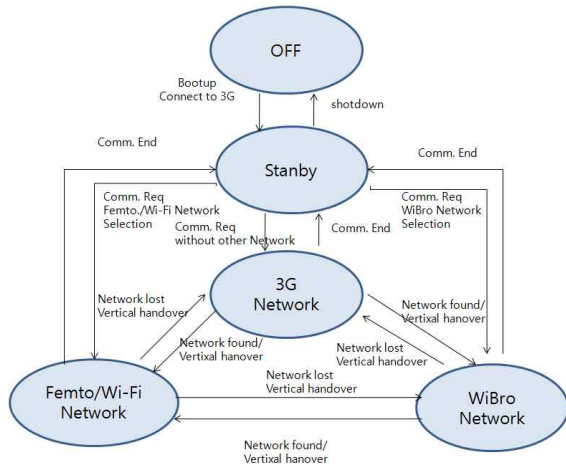 OFF
Bootup
Connect to 3G
shotdown
Comm. End
Stanby
Comm. End
Comm. Req
Femto./Wi-Fi Network
Selection
Comm. Req
without other Network
Comm. End
Comm. Req
WiBro Network
Selection
3G
Network
Network lost
Vertical handover
Network found/
Vertixal hanover
Network found/
Vertixal hanover
Network lost
Vertical handover
Femto/Wi-Fi
Network
Network lost
Vertical handover
WiBro
Network
Network found/
Vertixal hanover